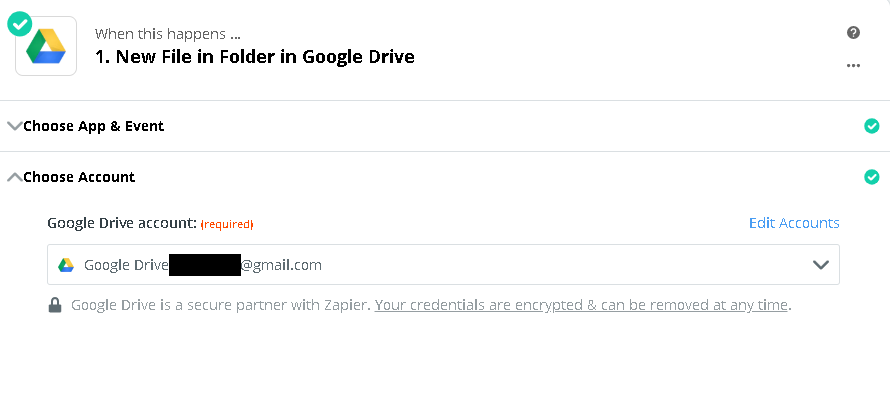 When this happens ...
1. New File in Folder in Google Drive
Choose App & Event
Choose Account
Google Drive account: (required)
Edit Accounts
Google Drive @gmail.com
Google Drive is a secure partner with Zapier. Your credentials are encrypted & can be removed at any time.